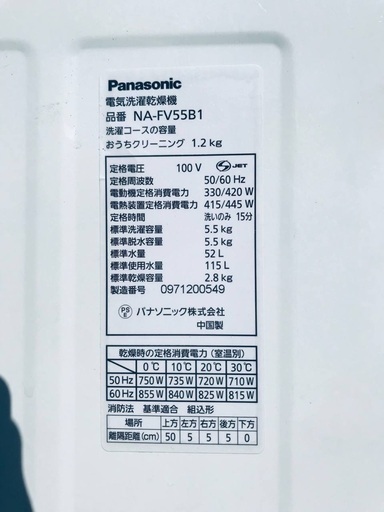 Panasonic
電気洗濯乾燥機
品番 NA-FV55B1
洗濯コースの容量
おうちクリーニング 1.2 kg
定格電圧 100 V S JET
定格周波数 50/60 Hz
電動機定格消費電力 330/420 W
電熱装置定格消費電力 415/445 W
定格時間 洗いのみ 15分
標準洗濯容量 5.5 kg
標準脱水容量 5.5 kg
標準水量 52 L
標準使用水量 115 L
標準乾燥容量 2.8 kg
製造番号 0971200549
PS E パナソニック株式会社
中国製
乾燥時の定格消費電力 (室温別)
0℃ 10℃ 20℃ 30℃
50 Hz 750 W 735 W 720 W 710 W
60 Hz 855 W 840 W 825 W 815 W
消防法 基準適合 組込形
場所 上方 左方 右方 後方 下方
離隔距離(cm) 50 5 5 5 0